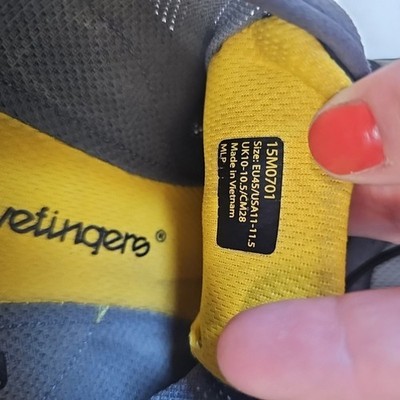 vefingers®
15M0701
Size: EU45/USA11-11.5
UK10-10.5/CM28
Made in Vietnam
MLP